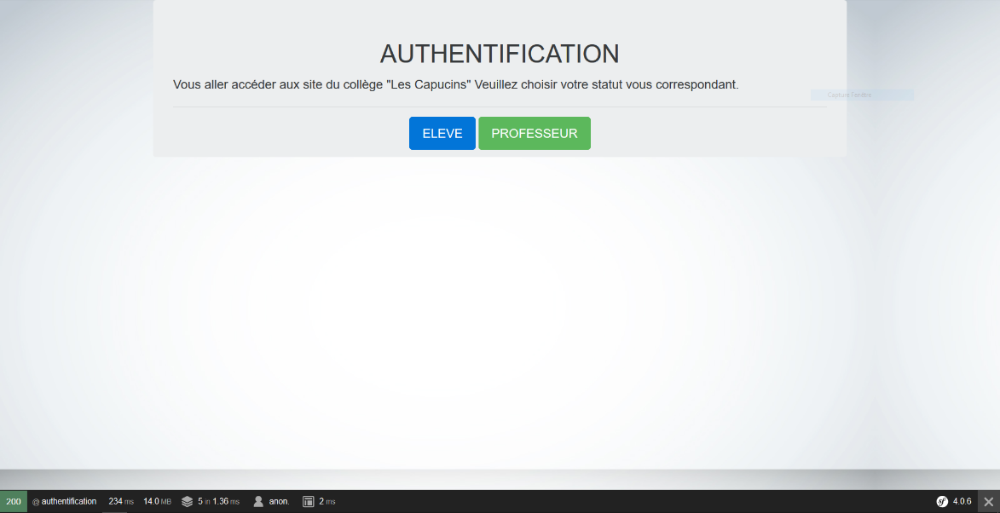 AUTHENTIFICATION
Vous aller accéder aux site du collège "Les Capucins" Veuillez choisir votre statut vous correspondant.
Capture Fenêtre
ELEVE PROFESSEUR
200 @ authentification 234 ms 14.0 MB 5 in 1.36 ms anon. 2 ms sf 4.0.6